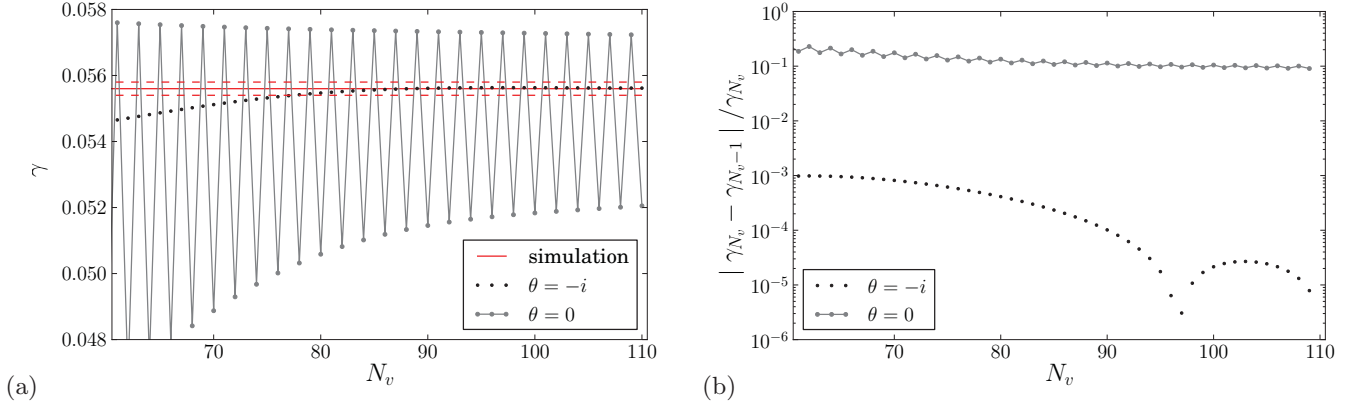 0.058
0.056
0.054
0.052
0.050
0.048
γ
70
80
90
100
110
N_v
simulation
θ = −i
θ = 0
(a)
10^0
10^−1
10^−2
10^−3
10^−4
10^−5
10^−6
| γ_{N_v} − γ_{N_v−1} | /γ_{N_v}
70
80
90
100
110
N_v
θ = −i
θ = 0
(b)